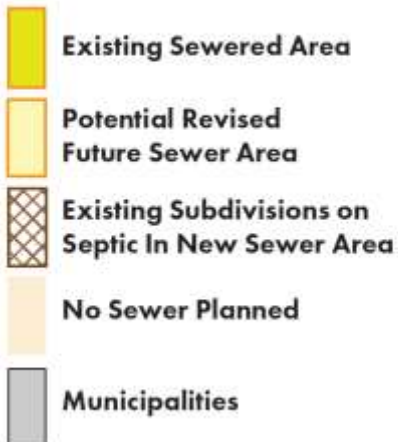 Existing Sewered Area
Potential Revised
Future Sewer Area
Existing Subdivisions on
Septic In New Sewer Area
No Sewer Planned
Municipalities